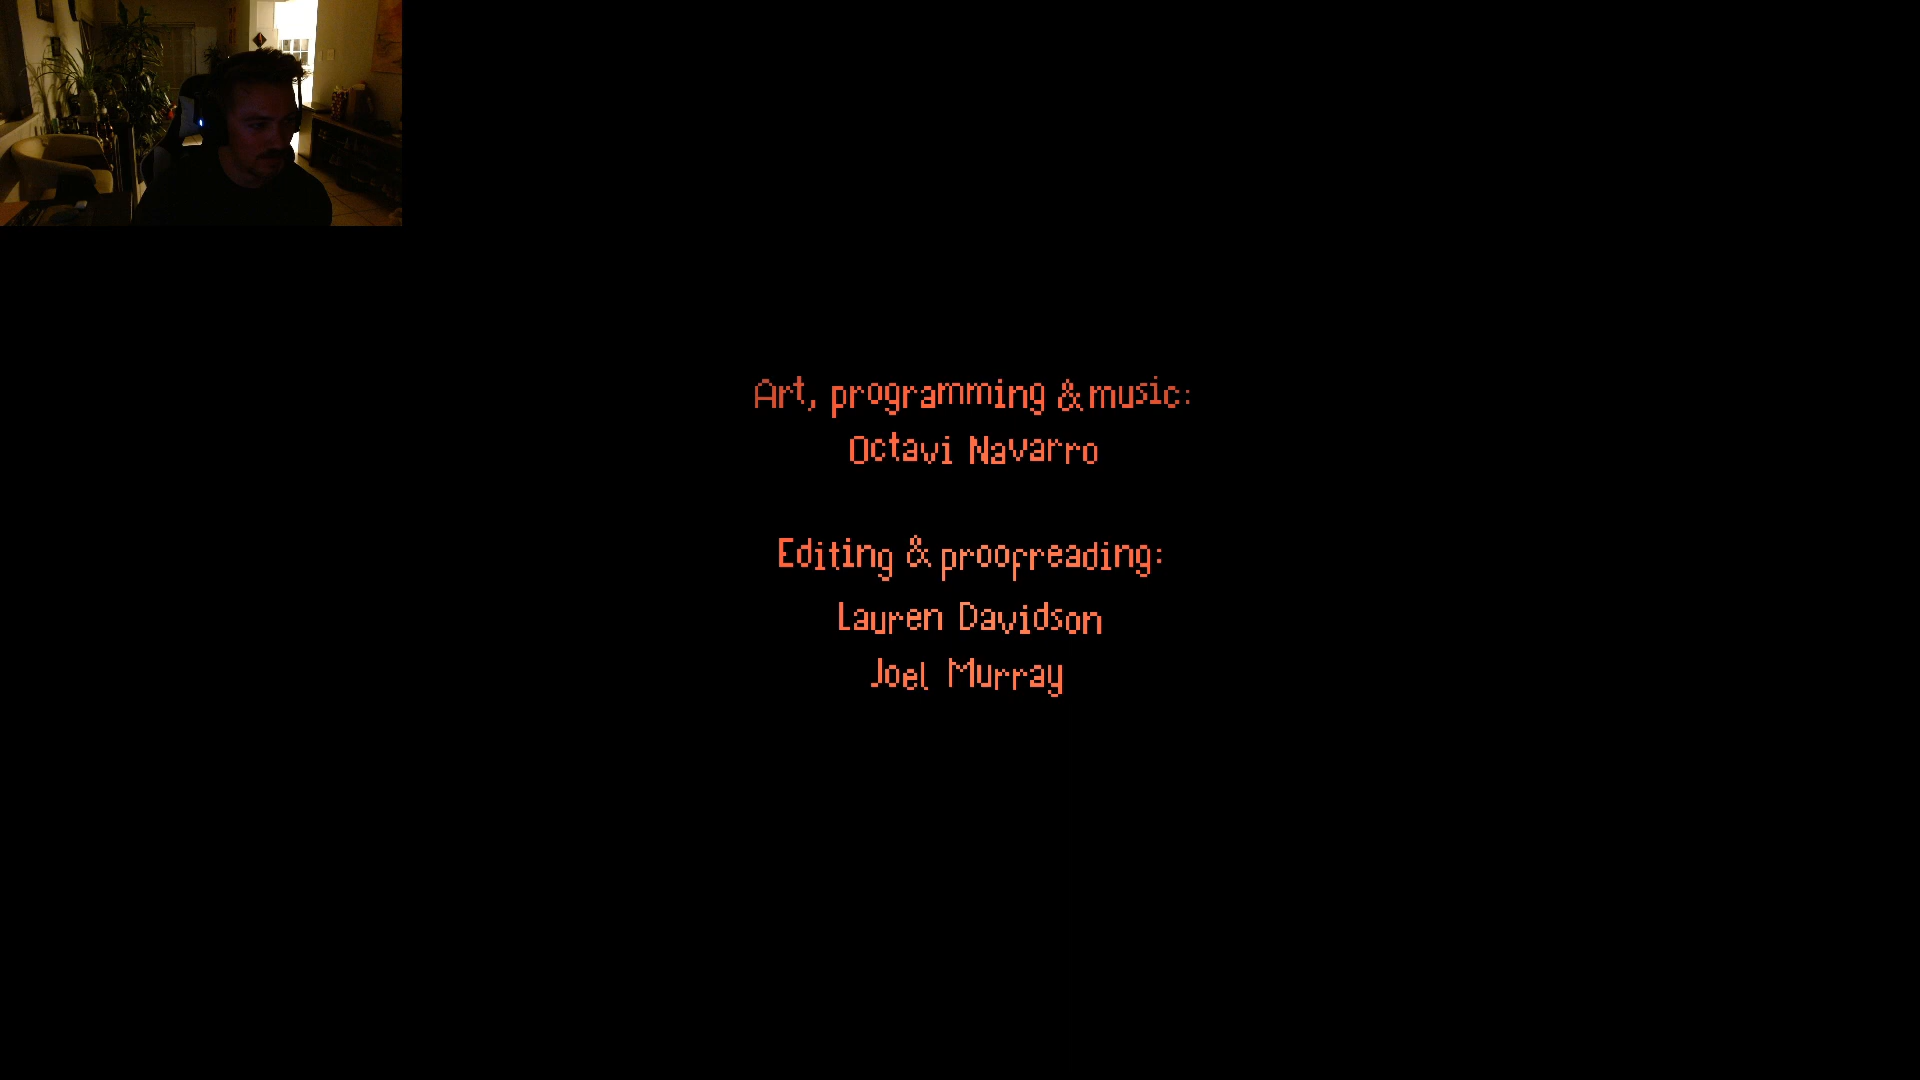 Art, programming & music:
Octavi Navarro
Editing & proofreading:
Lauren Davidson
Joel Murray